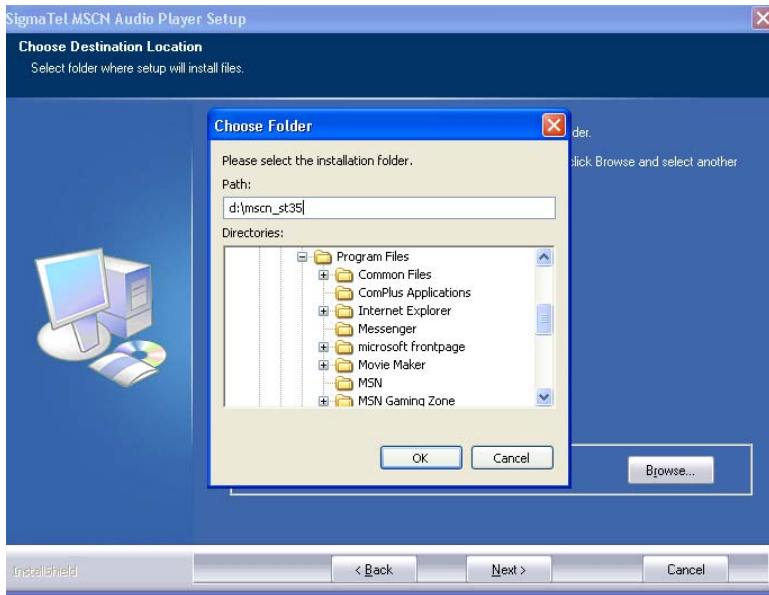 SigmaTel MSCN Audio Player Setup
Choose Destination Location
Select folder where setup will install files.
Choose Folder
der.
Please select the installation folder.
click Browse and select another
Path:
d:\mscn_st35
Directories:
Program Files
Common Files
ComPlus Applications
Internet Explorer
Messenger
microsoft frontpage
Movie Maker
MSN
MSN Gaming Zone
OK
Cancel
Browse...
InstallShield
< Back
Next >
Cancel